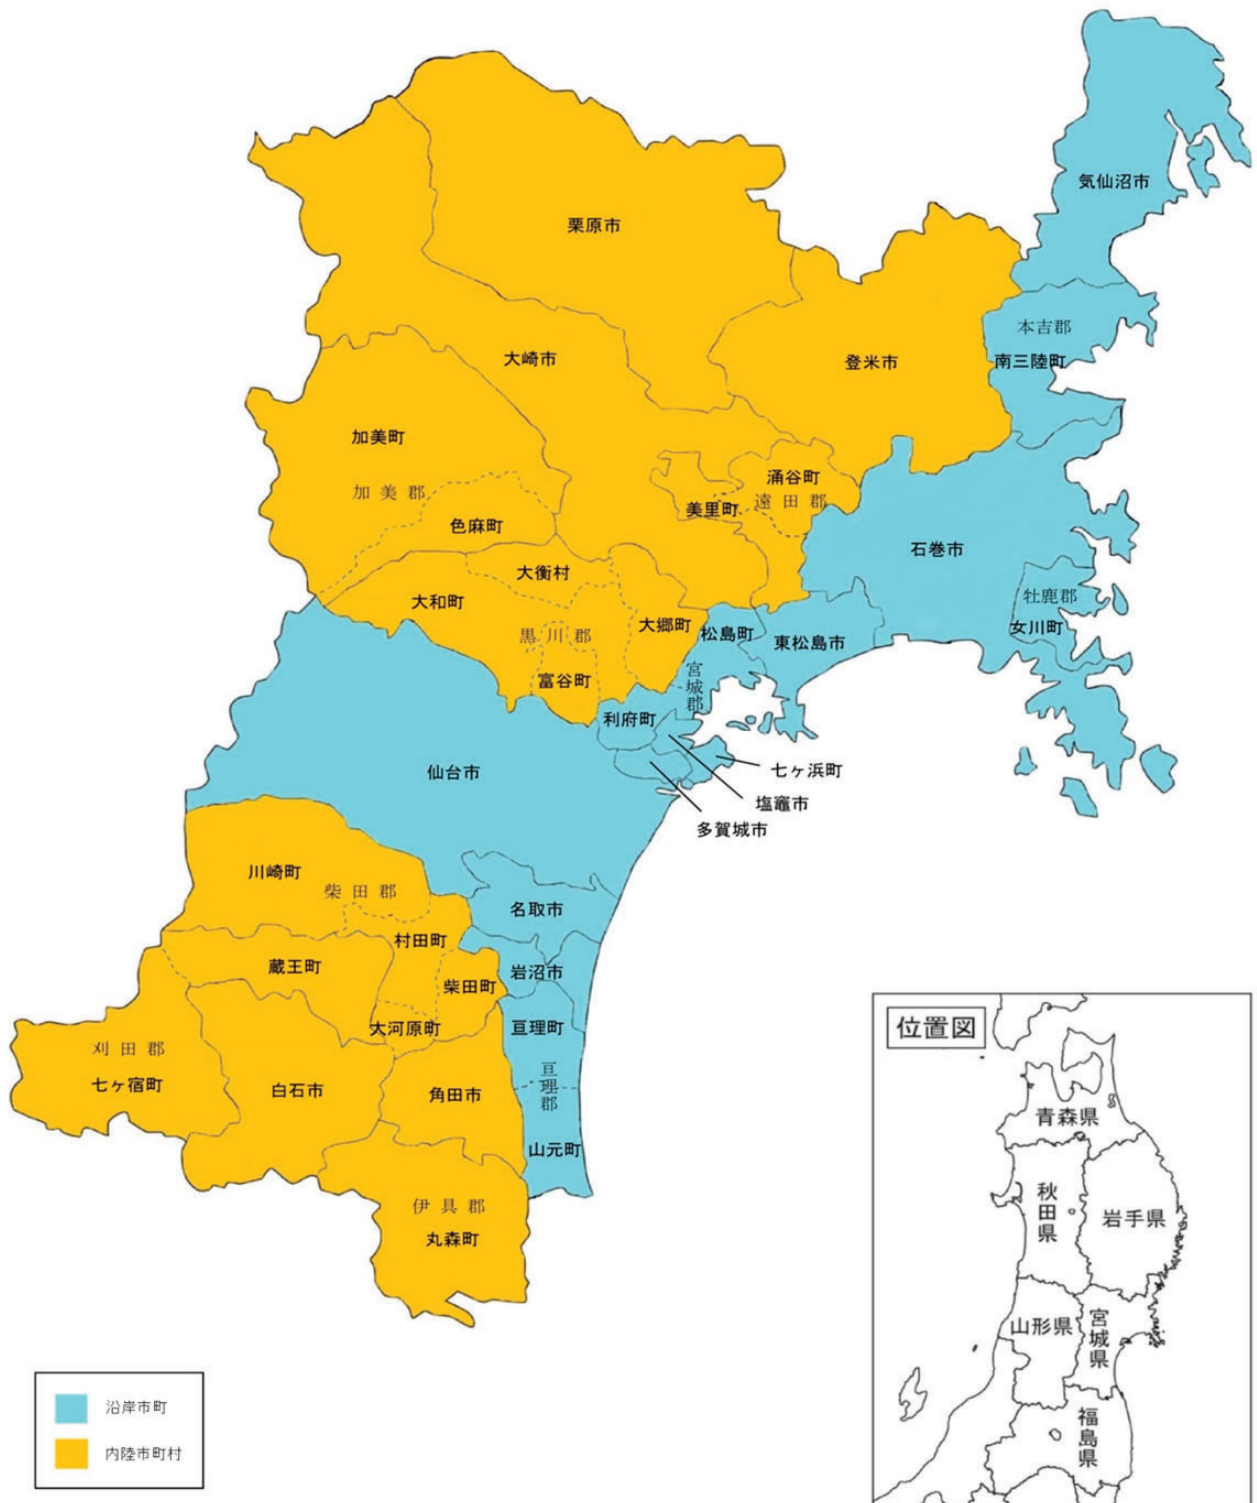 気仙沼市
栗原市
本吉郡
南三陸町
大崎市
登米市
加美町
加美郡
色麻町
涌谷町
遠田郡
美里町
石巻市
大衡村
大和町
黒川郡
大郷町
富谷町
松島町
東松島市
牡鹿郡
女川町
宮城郡
利府町
仙台市
七ヶ浜町
塩竈市
多賀城市
川崎町
柴田郡
名取市
村田町
蔵王町
岩沼市
柴田町
大河原町
亘理町
刈田郡
七ヶ宿町
白石市
角田市
亘理郡
山元町
伊具郡
丸森町
沿岸市町
内陸市町村
位置図
青森県
秋田県
岩手県
山形県
宮城県
福島県